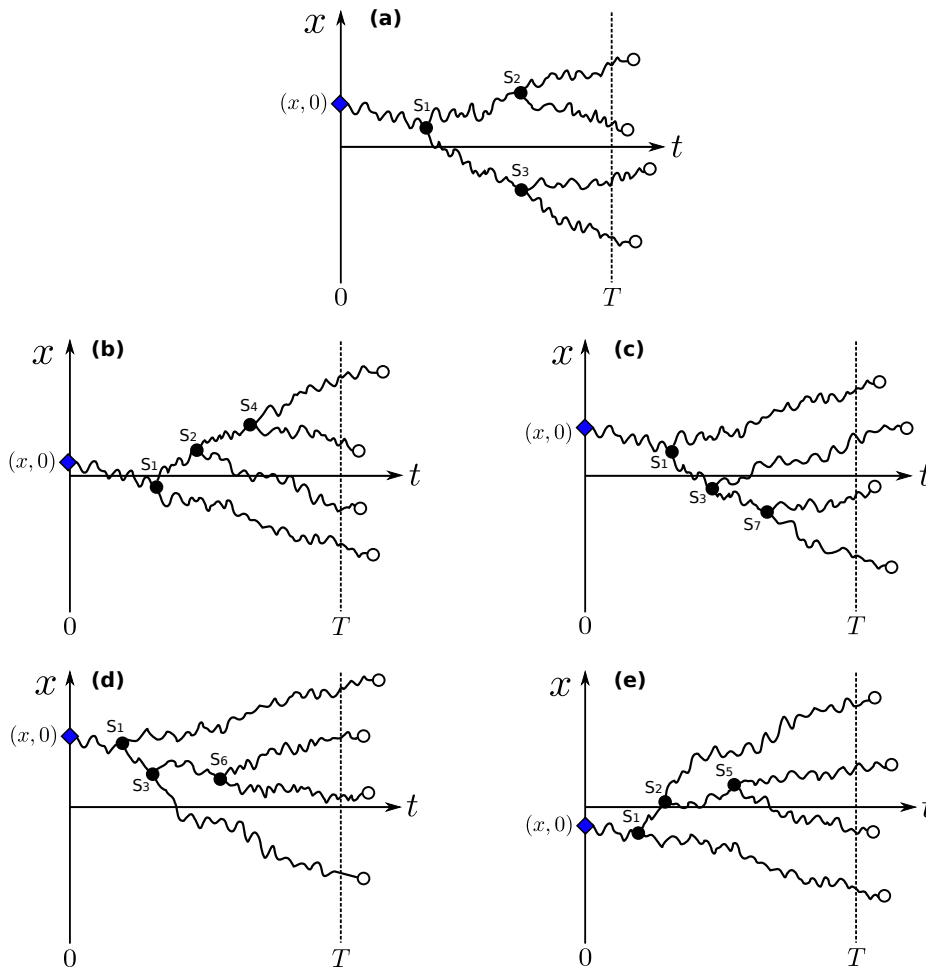 x (a)
(x, 0)
S1
S2
S3
t
0 T
x (b)
(x, 0)
S1
S2
S4
t
0 T
x (c)
(x, 0)
S1
S3
S7
t
0 T
x (d)
(x, 0)
S1
S3
S6
t
0 T
x (e)
(x, 0)
S1
S2
S5
t
0 T